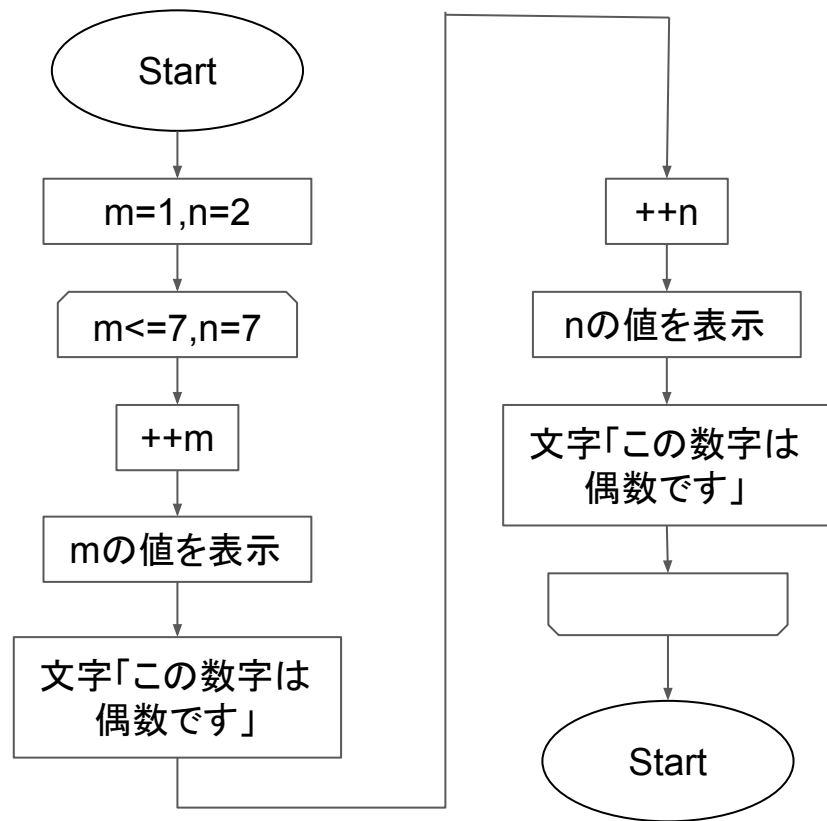 Start
m=1,n=2
m<=7,n=7
++m
mの値を表示
文字「この数字は
偶数です」
++n
nの値を表示
文字「この数字は
偶数です」
Start